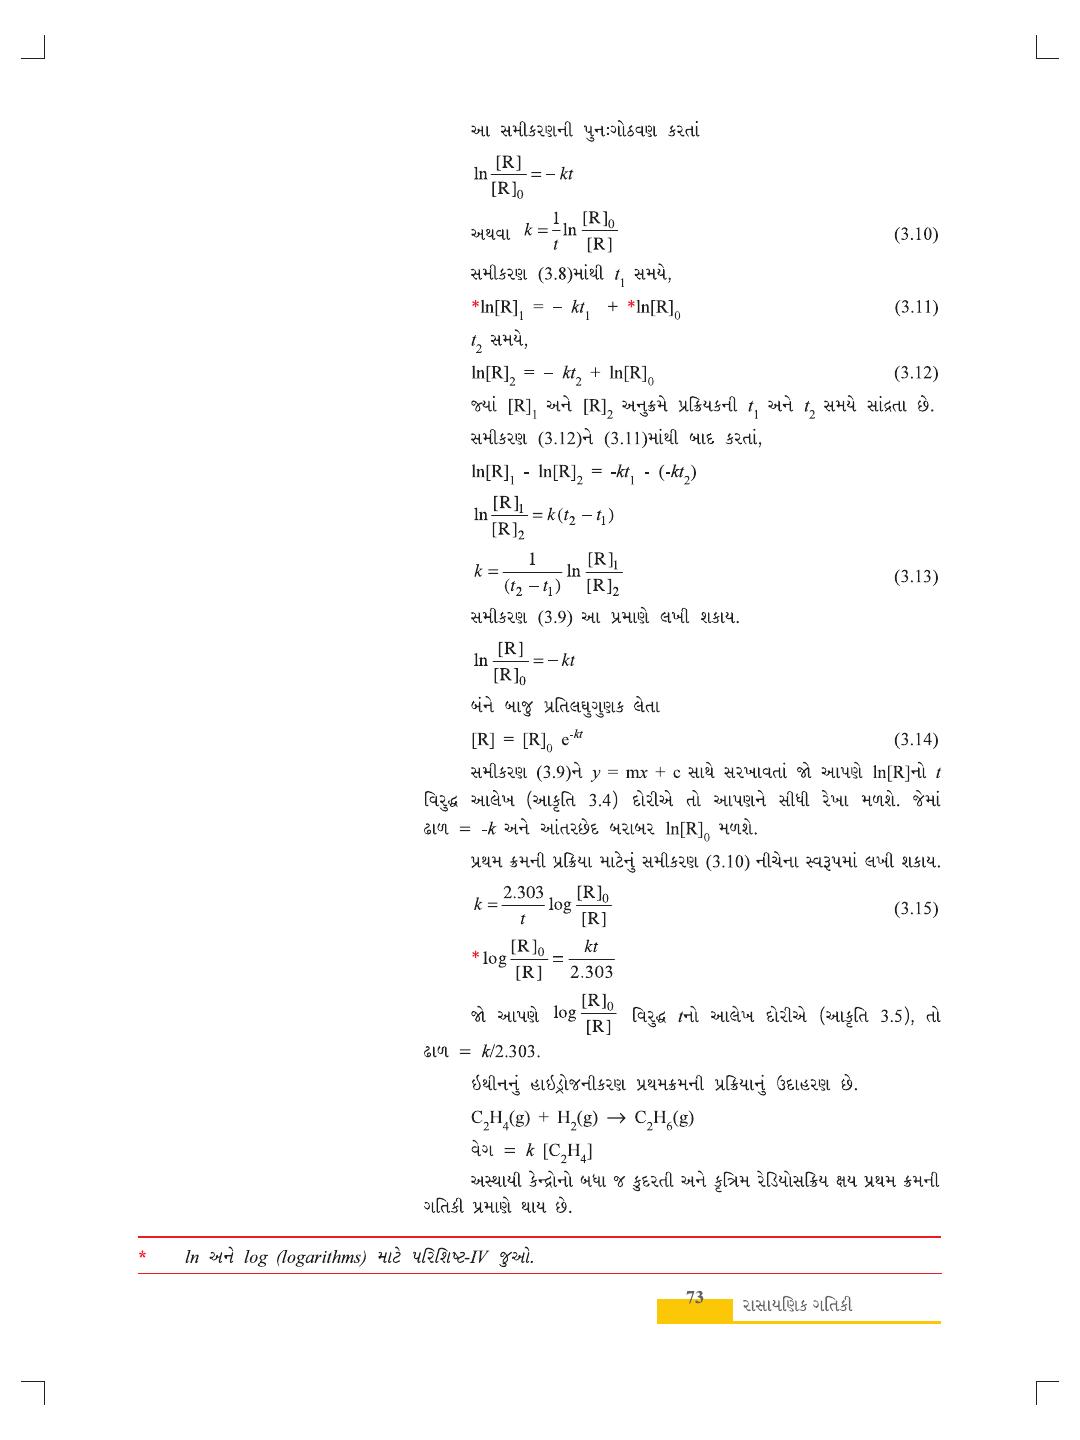 આ સમીકરણની પુનઃગોઠવણ કરતાં
ln [R]/[R]₀ = – kt
અથવા k = 1/t ln [R]₀/[R] (3.10)
સમીકરણ (3.8)માંથી t₁ સમયે,
*ln[R]₁ = – kt₁ + *ln[R]₀ (3.11)
t₂ સમયે,
ln[R]₂ = – kt₂ + ln[R]₀ (3.12)
જ્યાં [R]₁ અને [R]₂ અનુક્રમે પ્રક્રિયકની t₁ અને t₂ સમયે સાંદ્રતા છે.
સમીકરણ (3.12)ને (3.11)માંથી બાદ કરતાં,
ln[R]₁ - ln[R]₂ = -kt₁ - (-kt₂)
ln [R]₁/[R]₂ = k(t₂ – t₁)
k = 1/(t₂ – t₁) ln [R]₁/[R]₂ (3.13)
સમીકરણ (3.9) આ પ્રમાણે લખી શકાય.
ln [R]/[R]₀ = – kt
બંને બાજુ પ્રતિલઘુગુણક લેતા
[R] = [R]₀ e⁻ᵏᵗ (3.14)
સમીકરણ (3.9)ને y = mx + c સાથે સરખાવતાં જો આપણે ln[R]નો t
વિરુદ્ધ આલેખ (આકૃતિ 3.4) દોરીએ તો આપણને સીધી રેખા મળશે. જેમાં
ઢાળ = -k અને આંતરછેદ બરાબર ln[R]₀ મળશે.
પ્રથમ ક્રમની પ્રક્રિયા માટેનું સમીકરણ (3.10) નીચેના સ્વરૂપમાં લખી શકાય.
k = 2.303/t log [R]₀/[R] (3.15)
*log [R]₀/[R] = kt/2.303
જો આપણે log [R]₀/[R] વિરુદ્ધ tનો આલેખ દોરીએ (આકૃતિ 3.5), તો
ઢાળ = k/2.303.
ઇથીનનું હાઇડ્રોજનીકરણ પ્રથમક્રમની પ્રક્રિયાનું ઉદાહરણ છે.
C₂H₄(g) + H₂(g) → C₂H₆(g)
વેગ = k [C₂H₄]
અસ્થાયી કેન્દ્રોનો બધા જ કુદરતી અને કૃત્રિમ રેડિયોસક્રિય ક્ષય પ્રથમ ક્રમની
ગતિકી પ્રમાણે થાય છે.
* ln અને log (logarithms) માટે પરિશિષ્ટ-IV જુઓ.
73 રાસાયણિક ગતિકી